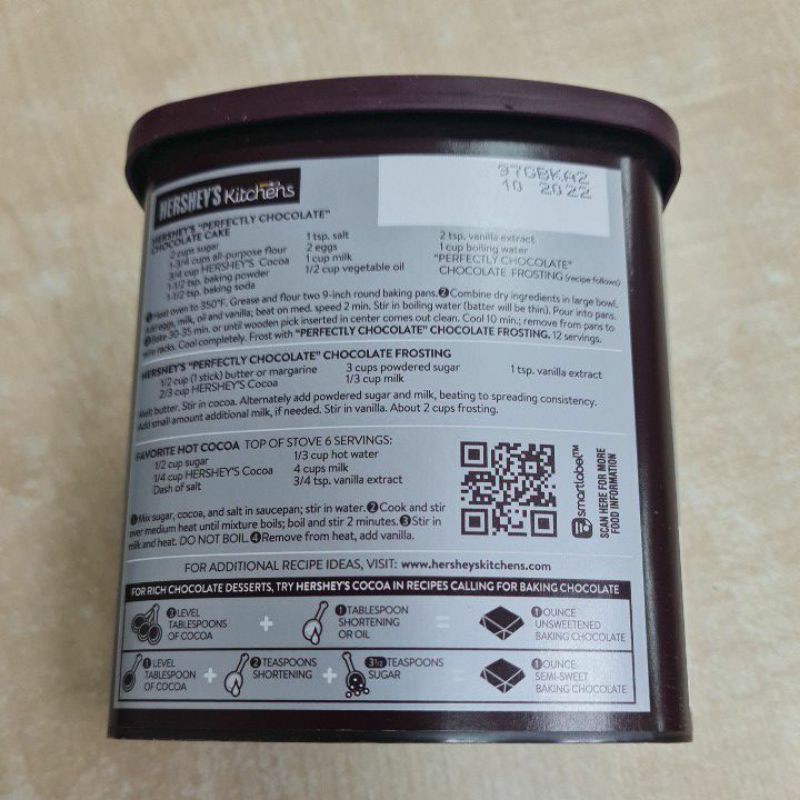 97GBKA2
10 2022
HERSHEY'S Kitchens
HERSHEY'S "PERFECTLY CHOCOLATE"
CHOCOLATE CAKE
2 cups sugar
1-3/4 cups all-purpose flour
3/4 cup HERSHEY'S Cocoa
1-1/2 tsp. baking powder
1-1/2 tsp. baking soda
1 tsp. salt
2 eggs
1 cup milk
1/2 cup vegetable oil
2 tsp. vanilla extract
1 cup boiling water
"PERFECTLY CHOCOLATE"
CHOCOLATE FROSTING (recipe follows)
1 Heat oven to 350°F. Grease and flour two 9-inch round baking pans. 2 Combine dry ingredients in large bowl.
Add eggs, milk, oil and vanilla; beat on med. speed 2 min. Stir in boiling water (batter will be thin). Pour into pans.
3 Bake 30-35 min. or until wooden pick inserted in center comes out clean. Cool 10 min.; remove from pans to
wire racks. Cool completely. Frost with "PERFECTLY CHOCOLATE" CHOCOLATE FROSTING. 12 servings.
HERSHEY'S "PERFECTLY CHOCOLATE" CHOCOLATE FROSTING
1/2 cup (1 stick) butter or margarine
2/3 cup HERSHEY'S Cocoa
3 cups powdered sugar
1/3 cup milk
1 tsp. vanilla extract
Melt butter. Stir in cocoa. Alternately add powdered sugar and milk, beating to spreading consistency.
Add small amount additional milk, if needed. Stir in vanilla. About 2 cups frosting.
FAVORITE HOT COCOA TOP OF STOVE 6 SERVINGS:
1/2 cup sugar
1/4 cup HERSHEY'S Cocoa
Dash of salt
1/3 cup hot water
4 cups milk
3/4 tsp. vanilla extract
1 Mix sugar, cocoa, and salt in saucepan; stir in water. 2 Cook and stir
over medium heat until mixture boils; boil and stir 2 minutes. 3 Stir in
milk and heat. DO NOT BOIL. 4 Remove from heat, add vanilla.
smartlabel™
SCAN HERE FOR MORE
FOOD INFORMATION
FOR ADDITIONAL RECIPE IDEAS, VISIT: www.hersheyskitchens.com
FOR RICH CHOCOLATE DESSERTS, TRY HERSHEY'S COCOA IN RECIPES CALLING FOR BAKING CHOCOLATE
3 LEVEL
TABLESPOONS
OF COCOA
+
1 TABLESPOON
SHORTENING
OR OIL
=
1 OUNCE
UNSWEETENED
BAKING CHOCOLATE
1 LEVEL
TABLESPOON
OF COCOA
+
2 TEASPOONS
SHORTENING
+
TEASPOONS
SUGAR
=
1 OUNCE
SEMI-SWEET
BAKING CHOCOLATE